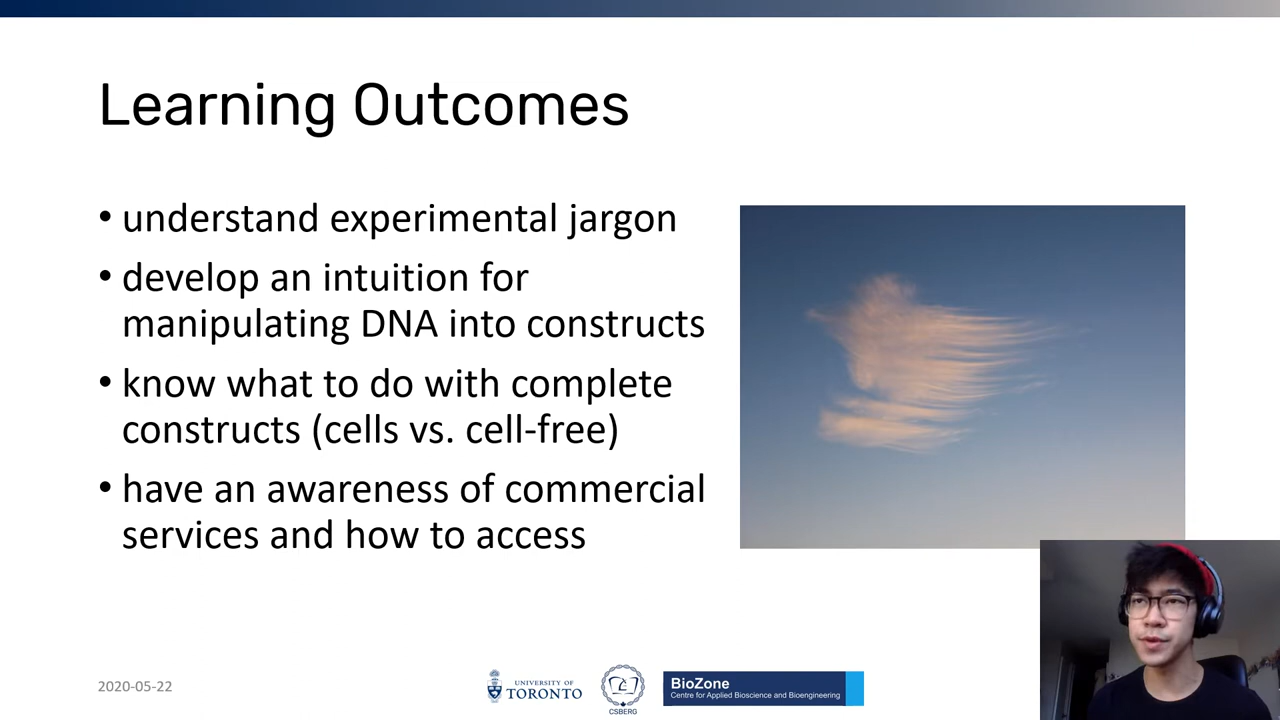 Learning Outcomes
• understand experimental jargon
• develop an intuition for
manipulating DNA into constructs
• know what to do with complete
constructs (cells vs. cell-free)
• have an awareness of commercial
services and how to access
2020-05-22
UNIVERSITY OF
TORONTO
CSBERG
BioZone
Centre for Applied Bioscience and Bioengineering